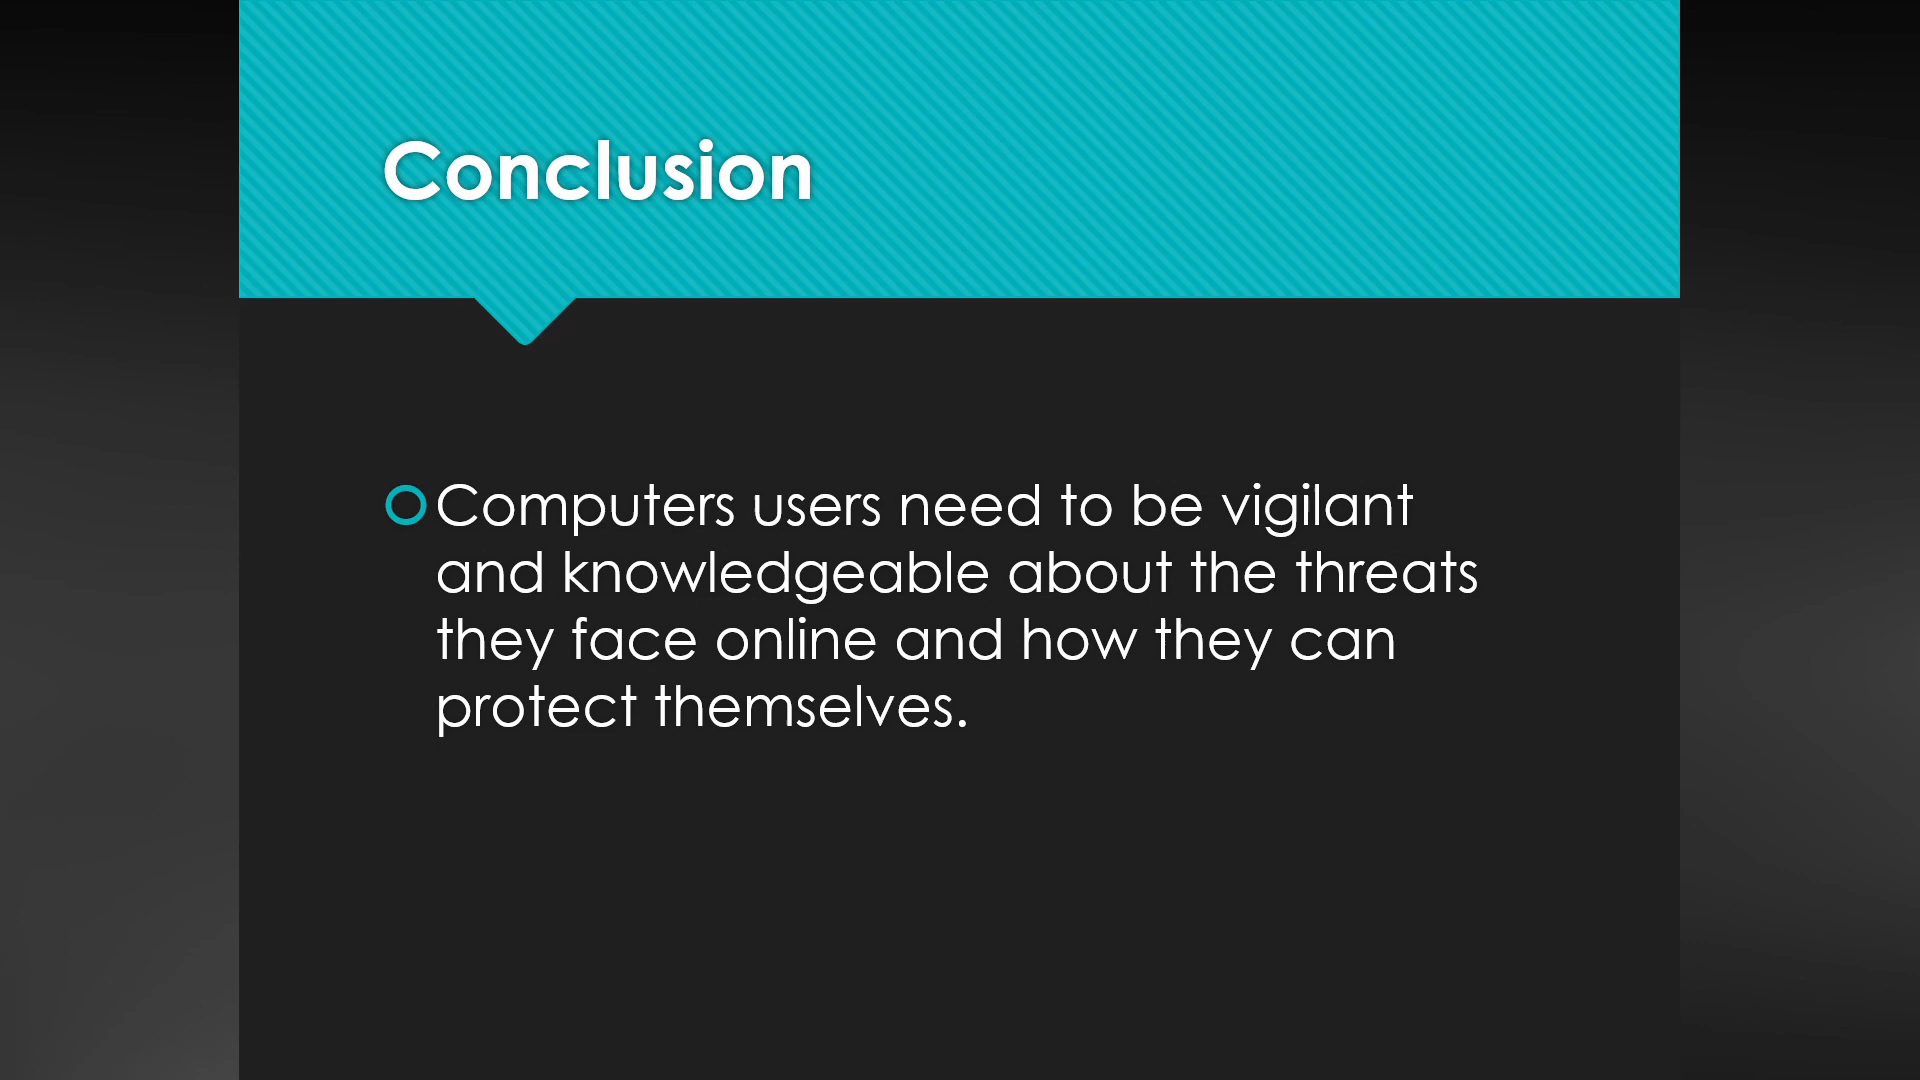 Conclusion
Computers users need to be vigilant
and knowledgeable about the threats
they face online and how they can
protect themselves.